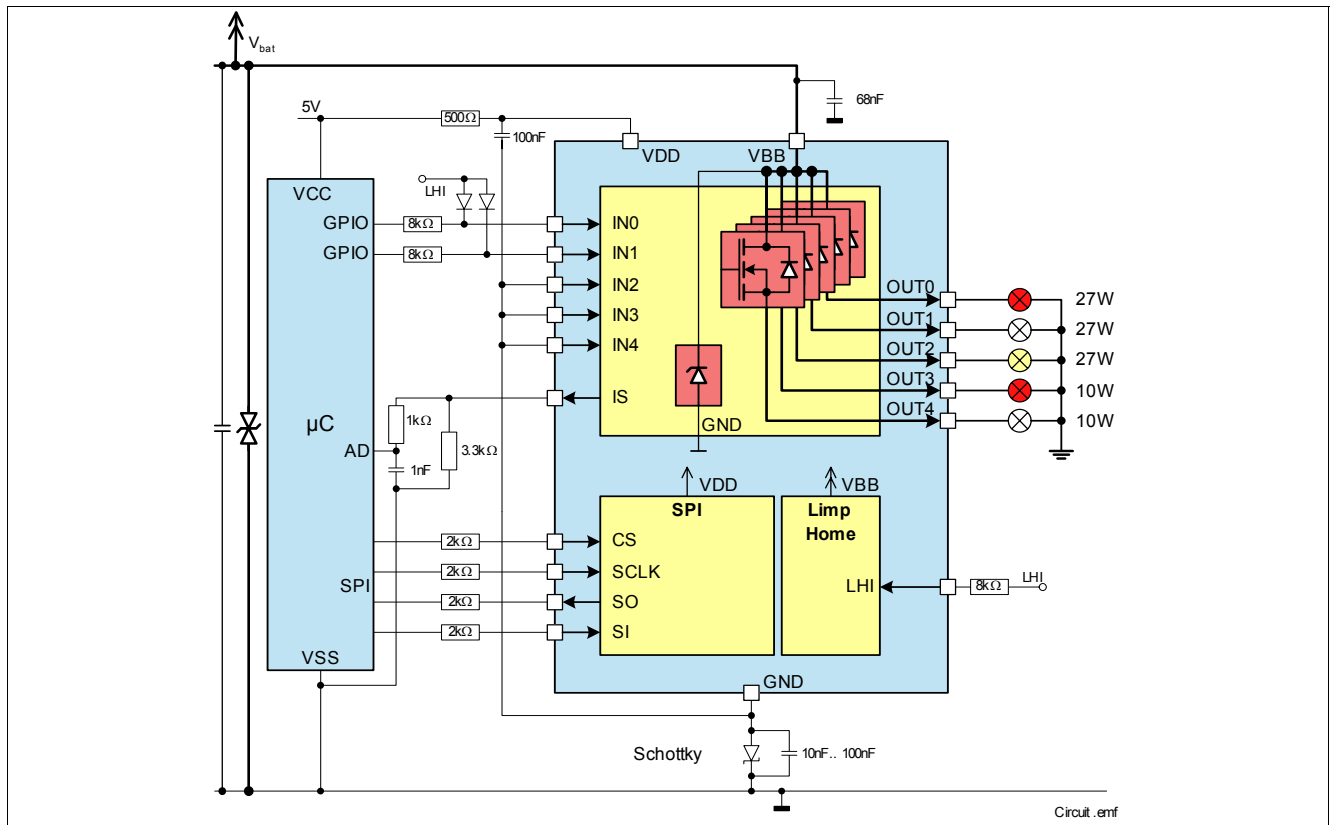 Vbat
68nF
5V
500Ω
100nF
VDD
VBB
LHI
VCC
GPIO
8kΩ
IN0
GPIO
8kΩ
IN1
IN2
IN3
IN4
OUT0
27W
OUT1
27W
OUT2
27W
OUT3
10W
OUT4
10W
IS
GND
µC
1kΩ
3.3kΩ
AD
1nF
VDD
VBB
SPI
Limp
Home
2kΩ
CS
2kΩ
SCLK
SPI
2kΩ
SO
2kΩ
SI
LHI
8kΩ
LHI
VSS
GND
Schottky
10nF.. 100nF
Circuit .emf